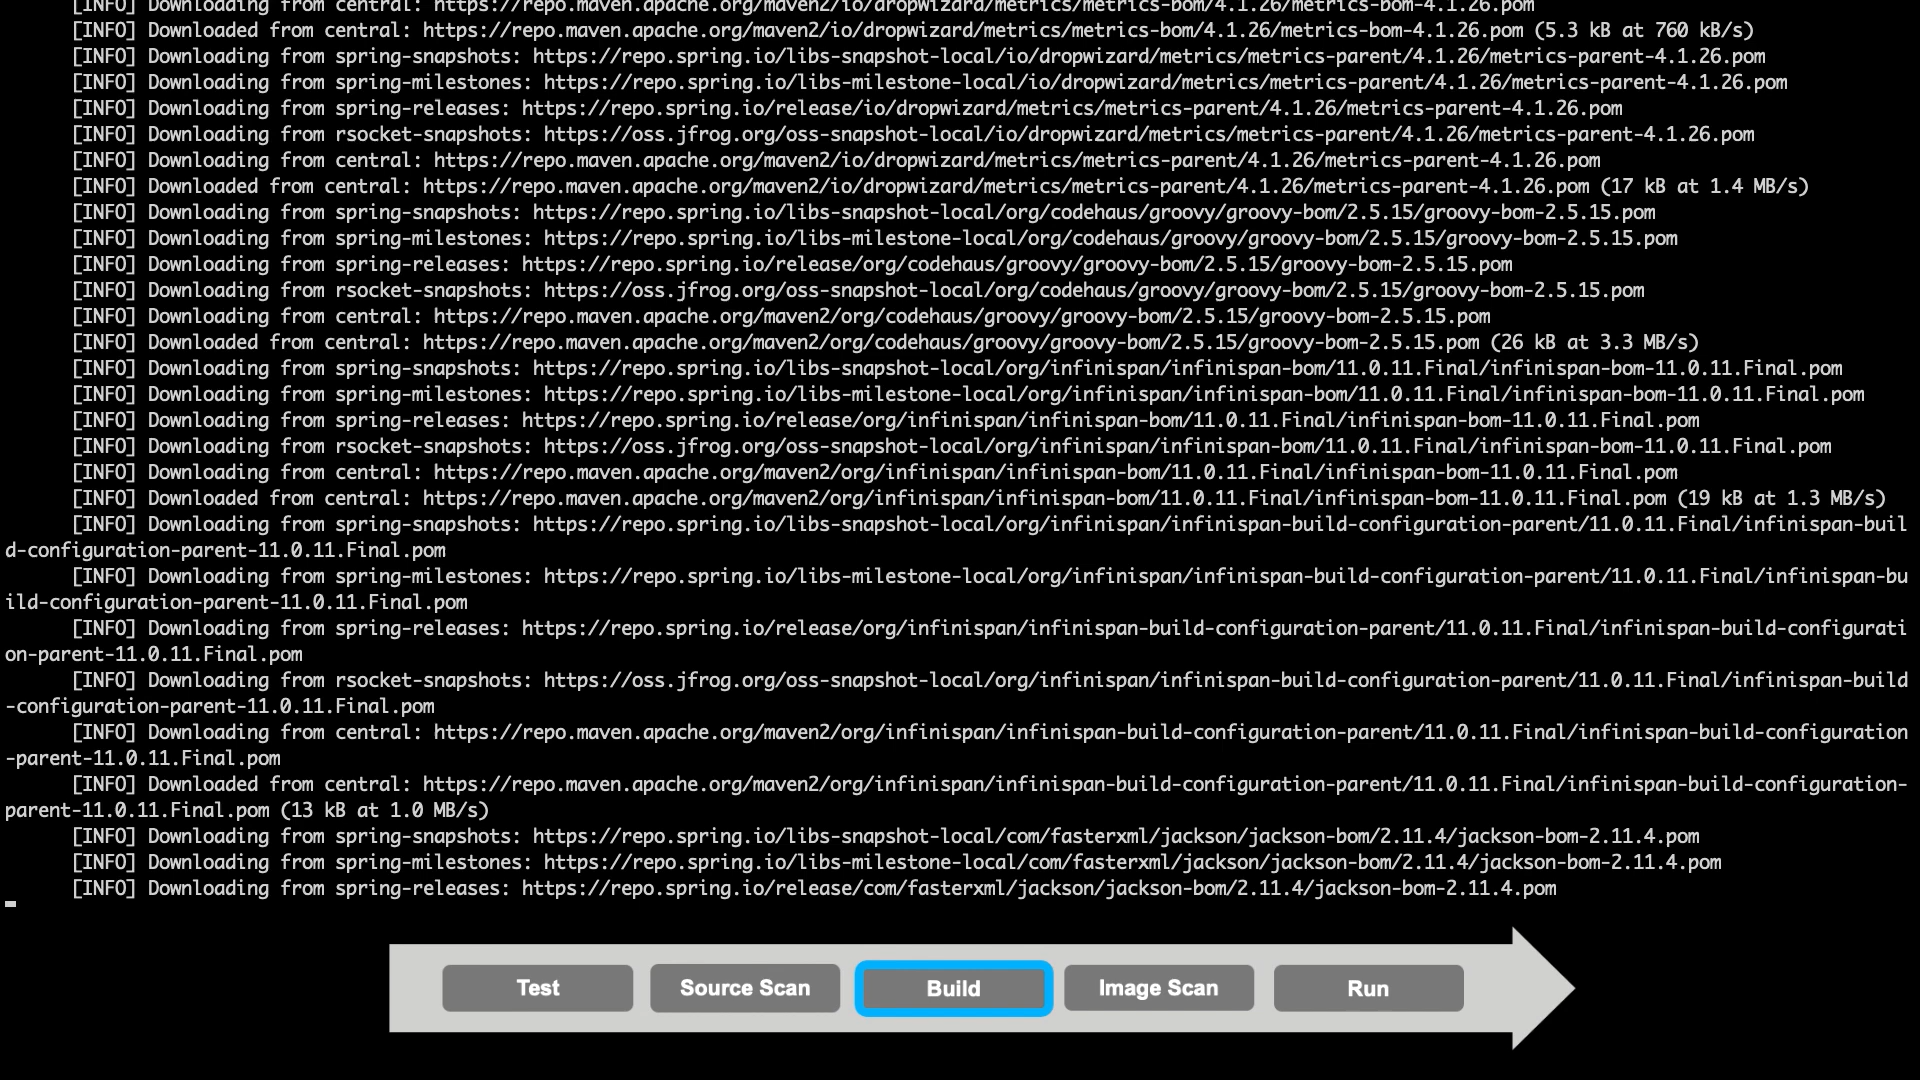 [INFO] Downloading from central: https://repo.maven.apache.org/maven2/io/dropwizard/metrics/metrics-bom/4.1.26/metrics-bom-4.1.26.pom
[INFO] Downloaded from central: https://repo.maven.apache.org/maven2/io/dropwizard/metrics/metrics-bom/4.1.26/metrics-bom-4.1.26.pom (5.3 kB at 760 kB/s)
[INFO] Downloading from spring-snapshots: https://repo.spring.io/libs-snapshot-local/io/dropwizard/metrics/metrics-parent/4.1.26/metrics-parent-4.1.26.pom
[INFO] Downloading from spring-milestones: https://repo.spring.io/libs-milestone-local/io/dropwizard/metrics/metrics-parent/4.1.26/metrics-parent-4.1.26.pom
[INFO] Downloading from spring-releases: https://repo.spring.io/release/io/dropwizard/metrics/metrics-parent/4.1.26/metrics-parent-4.1.26.pom
[INFO] Downloading from rsocket-snapshots: https://oss.jfrog.org/oss-snapshot-local/io/dropwizard/metrics/metrics-parent/4.1.26/metrics-parent-4.1.26.pom
[INFO] Downloading from central: https://repo.maven.apache.org/maven2/io/dropwizard/metrics/metrics-parent/4.1.26/metrics-parent-4.1.26.pom
[INFO] Downloaded from central: https://repo.maven.apache.org/maven2/io/dropwizard/metrics/metrics-parent/4.1.26/metrics-parent-4.1.26.pom (17 kB at 1.4 MB/s)
[INFO] Downloading from spring-snapshots: https://repo.spring.io/libs-snapshot-local/org/codehaus/groovy/groovy-bom/2.5.15/groovy-bom-2.5.15.pom
[INFO] Downloading from spring-milestones: https://repo.spring.io/libs-milestone-local/org/codehaus/groovy/groovy-bom/2.5.15/groovy-bom-2.5.15.pom
[INFO] Downloading from spring-releases: https://repo.spring.io/release/org/codehaus/groovy/groovy-bom/2.5.15/groovy-bom-2.5.15.pom
[INFO] Downloading from rsocket-snapshots: https://oss.jfrog.org/oss-snapshot-local/org/codehaus/groovy/groovy-bom/2.5.15/groovy-bom-2.5.15.pom
[INFO] Downloading from central: https://repo.maven.apache.org/maven2/org/codehaus/groovy/groovy-bom/2.5.15/groovy-bom-2.5.15.pom
[INFO] Downloaded from central: https://repo.maven.apache.org/maven2/org/codehaus/groovy/groovy-bom/2.5.15/groovy-bom-2.5.15.pom (26 kB at 3.3 MB/s)
[INFO] Downloading from spring-snapshots: https://repo.spring.io/libs-snapshot-local/org/infinispan/infinispan-bom/11.0.11.Final/infinispan-bom-11.0.11.Final.pom
[INFO] Downloading from spring-milestones: https://repo.spring.io/libs-milestone-local/org/infinispan/infinispan-bom/11.0.11.Final/infinispan-bom-11.0.11.Final.pom
[INFO] Downloading from spring-releases: https://repo.spring.io/release/org/infinispan/infinispan-bom/11.0.11.Final/infinispan-bom-11.0.11.Final.pom
[INFO] Downloading from rsocket-snapshots: https://oss.jfrog.org/oss-snapshot-local/org/infinispan/infinispan-bom/11.0.11.Final/infinispan-bom-11.0.11.Final.pom
[INFO] Downloading from central: https://repo.maven.apache.org/maven2/org/infinispan/infinispan-bom/11.0.11.Final/infinispan-bom-11.0.11.Final.pom
[INFO] Downloaded from central: https://repo.maven.apache.org/maven2/org/infinispan/infinispan-bom/11.0.11.Final/infinispan-bom-11.0.11.Final.pom (19 kB at 1.3 MB/s)
[INFO] Downloading from spring-snapshots: https://repo.spring.io/libs-snapshot-local/org/infinispan/infinispan-build-configuration-parent/11.0.11.Final/infinispan-buil
d-configuration-parent-11.0.11.Final.pom
[INFO] Downloading from spring-milestones: https://repo.spring.io/libs-milestone-local/org/infinispan/infinispan-build-configuration-parent/11.0.11.Final/infinispan-bu
ild-configuration-parent-11.0.11.Final.pom
[INFO] Downloading from spring-releases: https://repo.spring.io/release/org/infinispan/infinispan-build-configuration-parent/11.0.11.Final/infinispan-build-configurati
on-parent-11.0.11.Final.pom
[INFO] Downloading from rsocket-snapshots: https://oss.jfrog.org/oss-snapshot-local/org/infinispan/infinispan-build-configuration-parent/11.0.11.Final/infinispan-build
-configuration-parent-11.0.11.Final.pom
[INFO] Downloading from central: https://repo.maven.apache.org/maven2/org/infinispan/infinispan-build-configuration-parent/11.0.11.Final/infinispan-build-configuration
-parent-11.0.11.Final.pom
[INFO] Downloaded from central: https://repo.maven.apache.org/maven2/org/infinispan/infinispan-build-configuration-parent/11.0.11.Final/infinispan-build-configuration-
parent-11.0.11.Final.pom (13 kB at 1.0 MB/s)
[INFO] Downloading from spring-snapshots: https://repo.spring.io/libs-snapshot-local/com/fasterxml/jackson/jackson-bom/2.11.4/jackson-bom-2.11.4.pom
[INFO] Downloading from spring-milestones: https://repo.spring.io/libs-milestone-local/com/fasterxml/jackson/jackson-bom/2.11.4/jackson-bom-2.11.4.pom
[INFO] Downloading from spring-releases: https://repo.spring.io/release/com/fasterxml/jackson/jackson-bom/2.11.4/jackson-bom-2.11.4.pom
Test Source Scan Build Image Scan Run